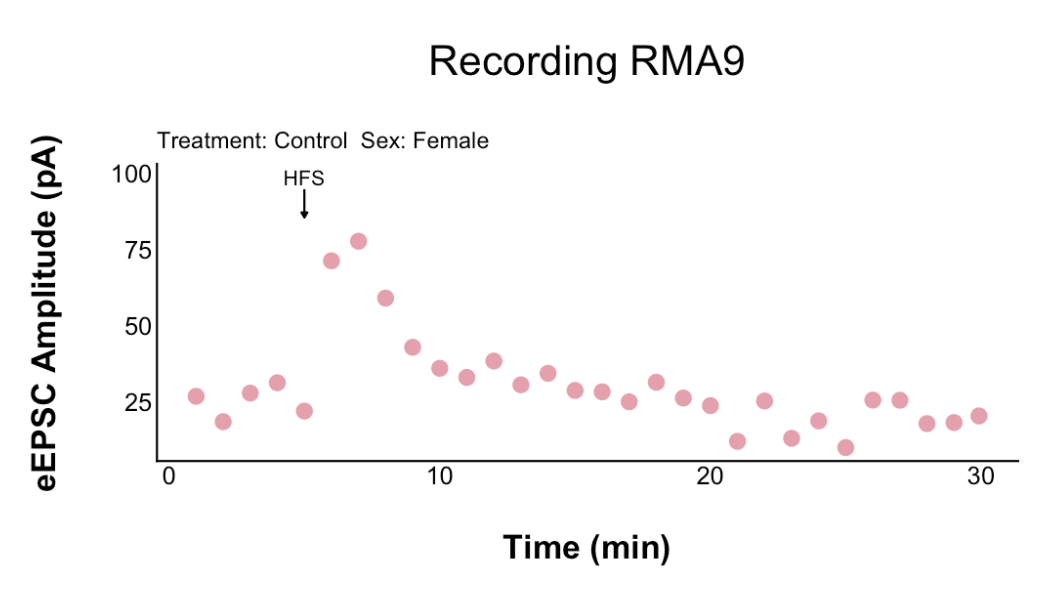 Recording RMA9
Treatment: Control  Sex: Female
eEPSC Amplitude (pA)
100
HFS
75
50
25
0 10 20 30
Time (min)